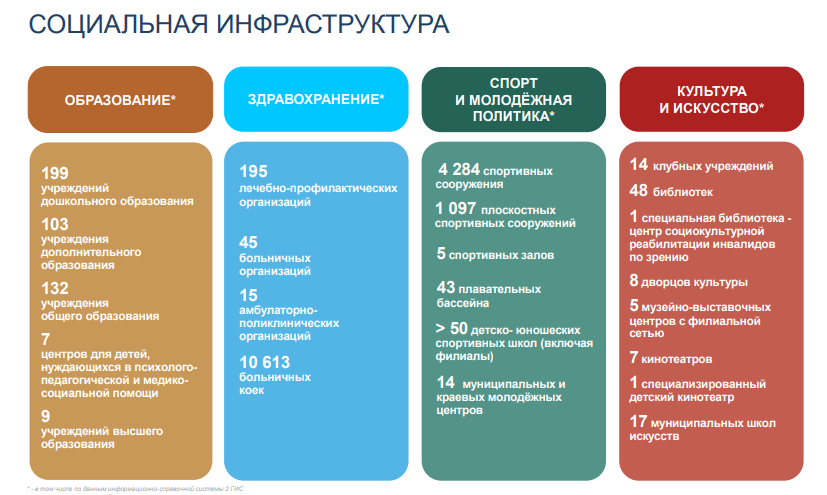 СОЦИАЛЬНАЯ ИНФРАСТРУКТУРА
ОБРАЗОВАНИЕ*
199
учреждений
дошкольного образования
103
учреждения
дополнительного
образования
132
учреждения
общего образования
7
центров для детей,
нуждающихся в психолого-
педагогической и медико-
социальной помощи
9
учреждений высшего
образования
ЗДРАВОХРАНЕНИЕ*
195
лечебно-профилактических
организаций
45
больничных
организаций
15
амбулаторно-
поликлинических
организаций
10 613
больничных
коек
СПОРТ
И МОЛОДЁЖНАЯ
ПОЛИТИКА*
4 284 спортивных
сооружения
1 097 плоскостных
спортивных сооружений
5 спортивных залов
43 плавательных
бассейна
> 50 детско- юношеских
спортивных школ (включая
филиалы)
14 муниципальных и
краевых молодёжных
центров
КУЛЬТУРА
И ИСКУССТВО*
14 клубных учреждений
48 библиотек
1 специальная библиотека -
центр социокультурной
реабилитации инвалидов
по зрению
8 дворцов культуры
5 музейно-выставочных
центров с филиальной
сетью
7 кинотеатров
1 специализированный
детский кинотеатр
17 муниципальных школ
искусств
* - в том числе по данным информационно-справочной системы 2 ГИС.